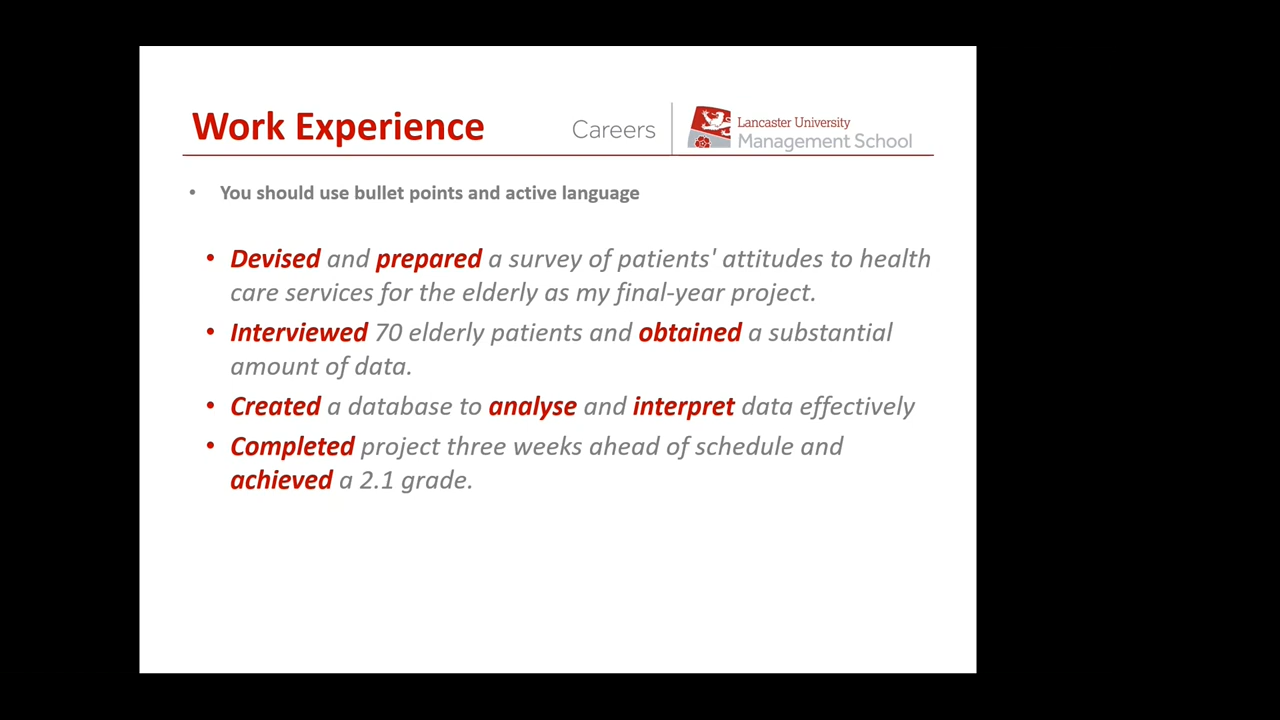 Work Experience
Careers
Lancaster University
Management School
• You should use bullet points and active language
• Devised and prepared a survey of patients' attitudes to health
care services for the elderly as my final-year project.
• Interviewed 70 elderly patients and obtained a substantial
amount of data.
• Created a database to analyse and interpret data effectively
• Completed project three weeks ahead of schedule and
achieved a 2.1 grade.